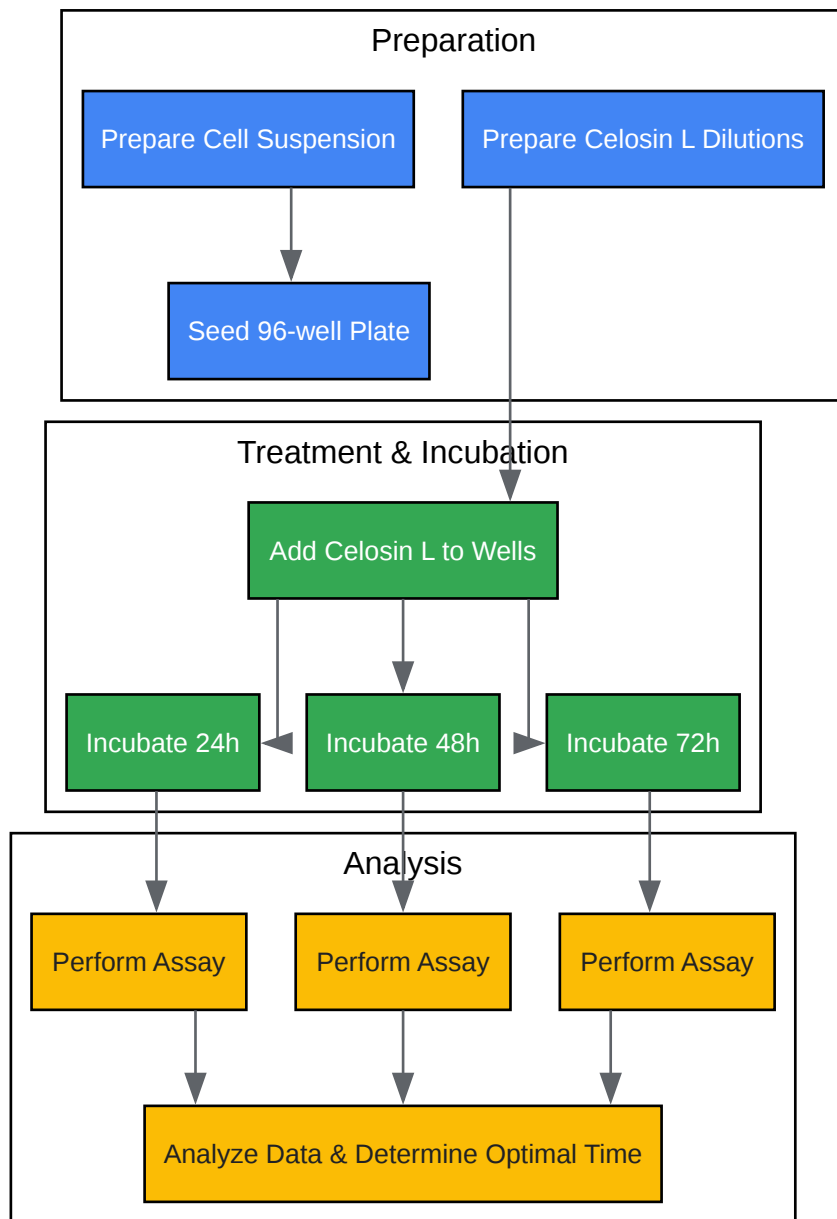 Preparation
Prepare Cell Suspension
Prepare Celosin L Dilutions
Seed 96-well Plate
Treatment & Incubation
Add Celosin L to Wells
Incubate 24h
Incubate 48h
Incubate 72h
Analysis
Perform Assay
Perform Assay
Perform Assay
Analyze Data & Determine Optimal Time